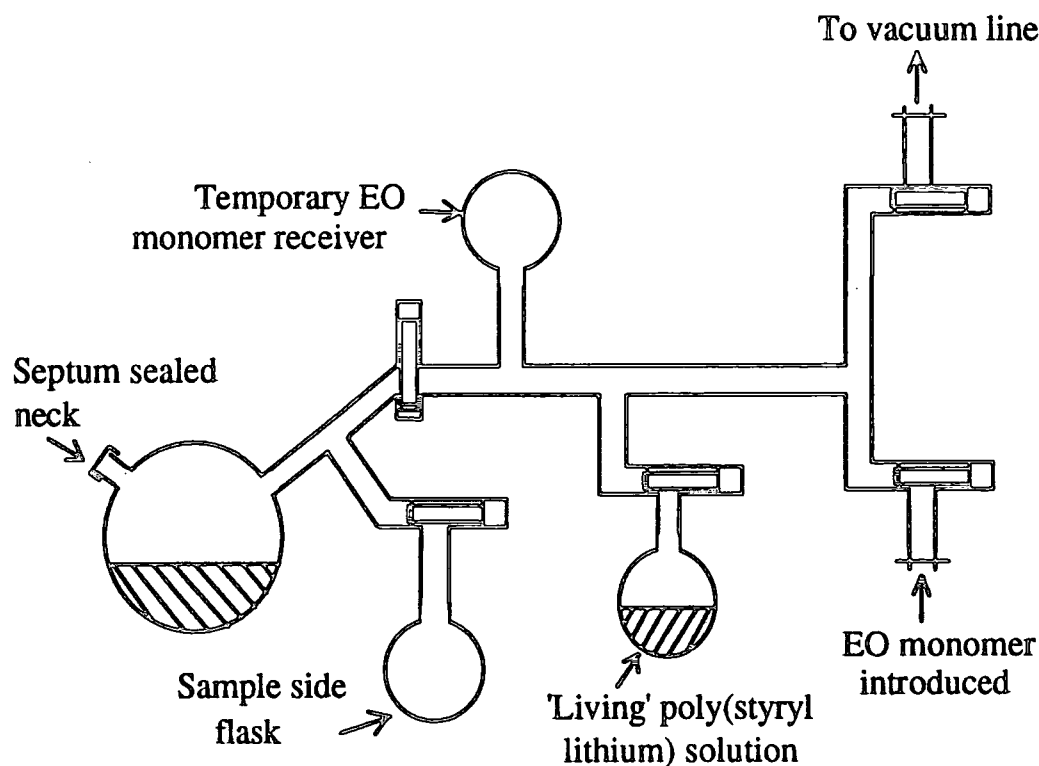 To vacuum line
Temporary EO
monomer receiver
Septum sealed
neck
Sample side
flask
'Living' poly(styryl
lithium) solution
EO monomer
introduced